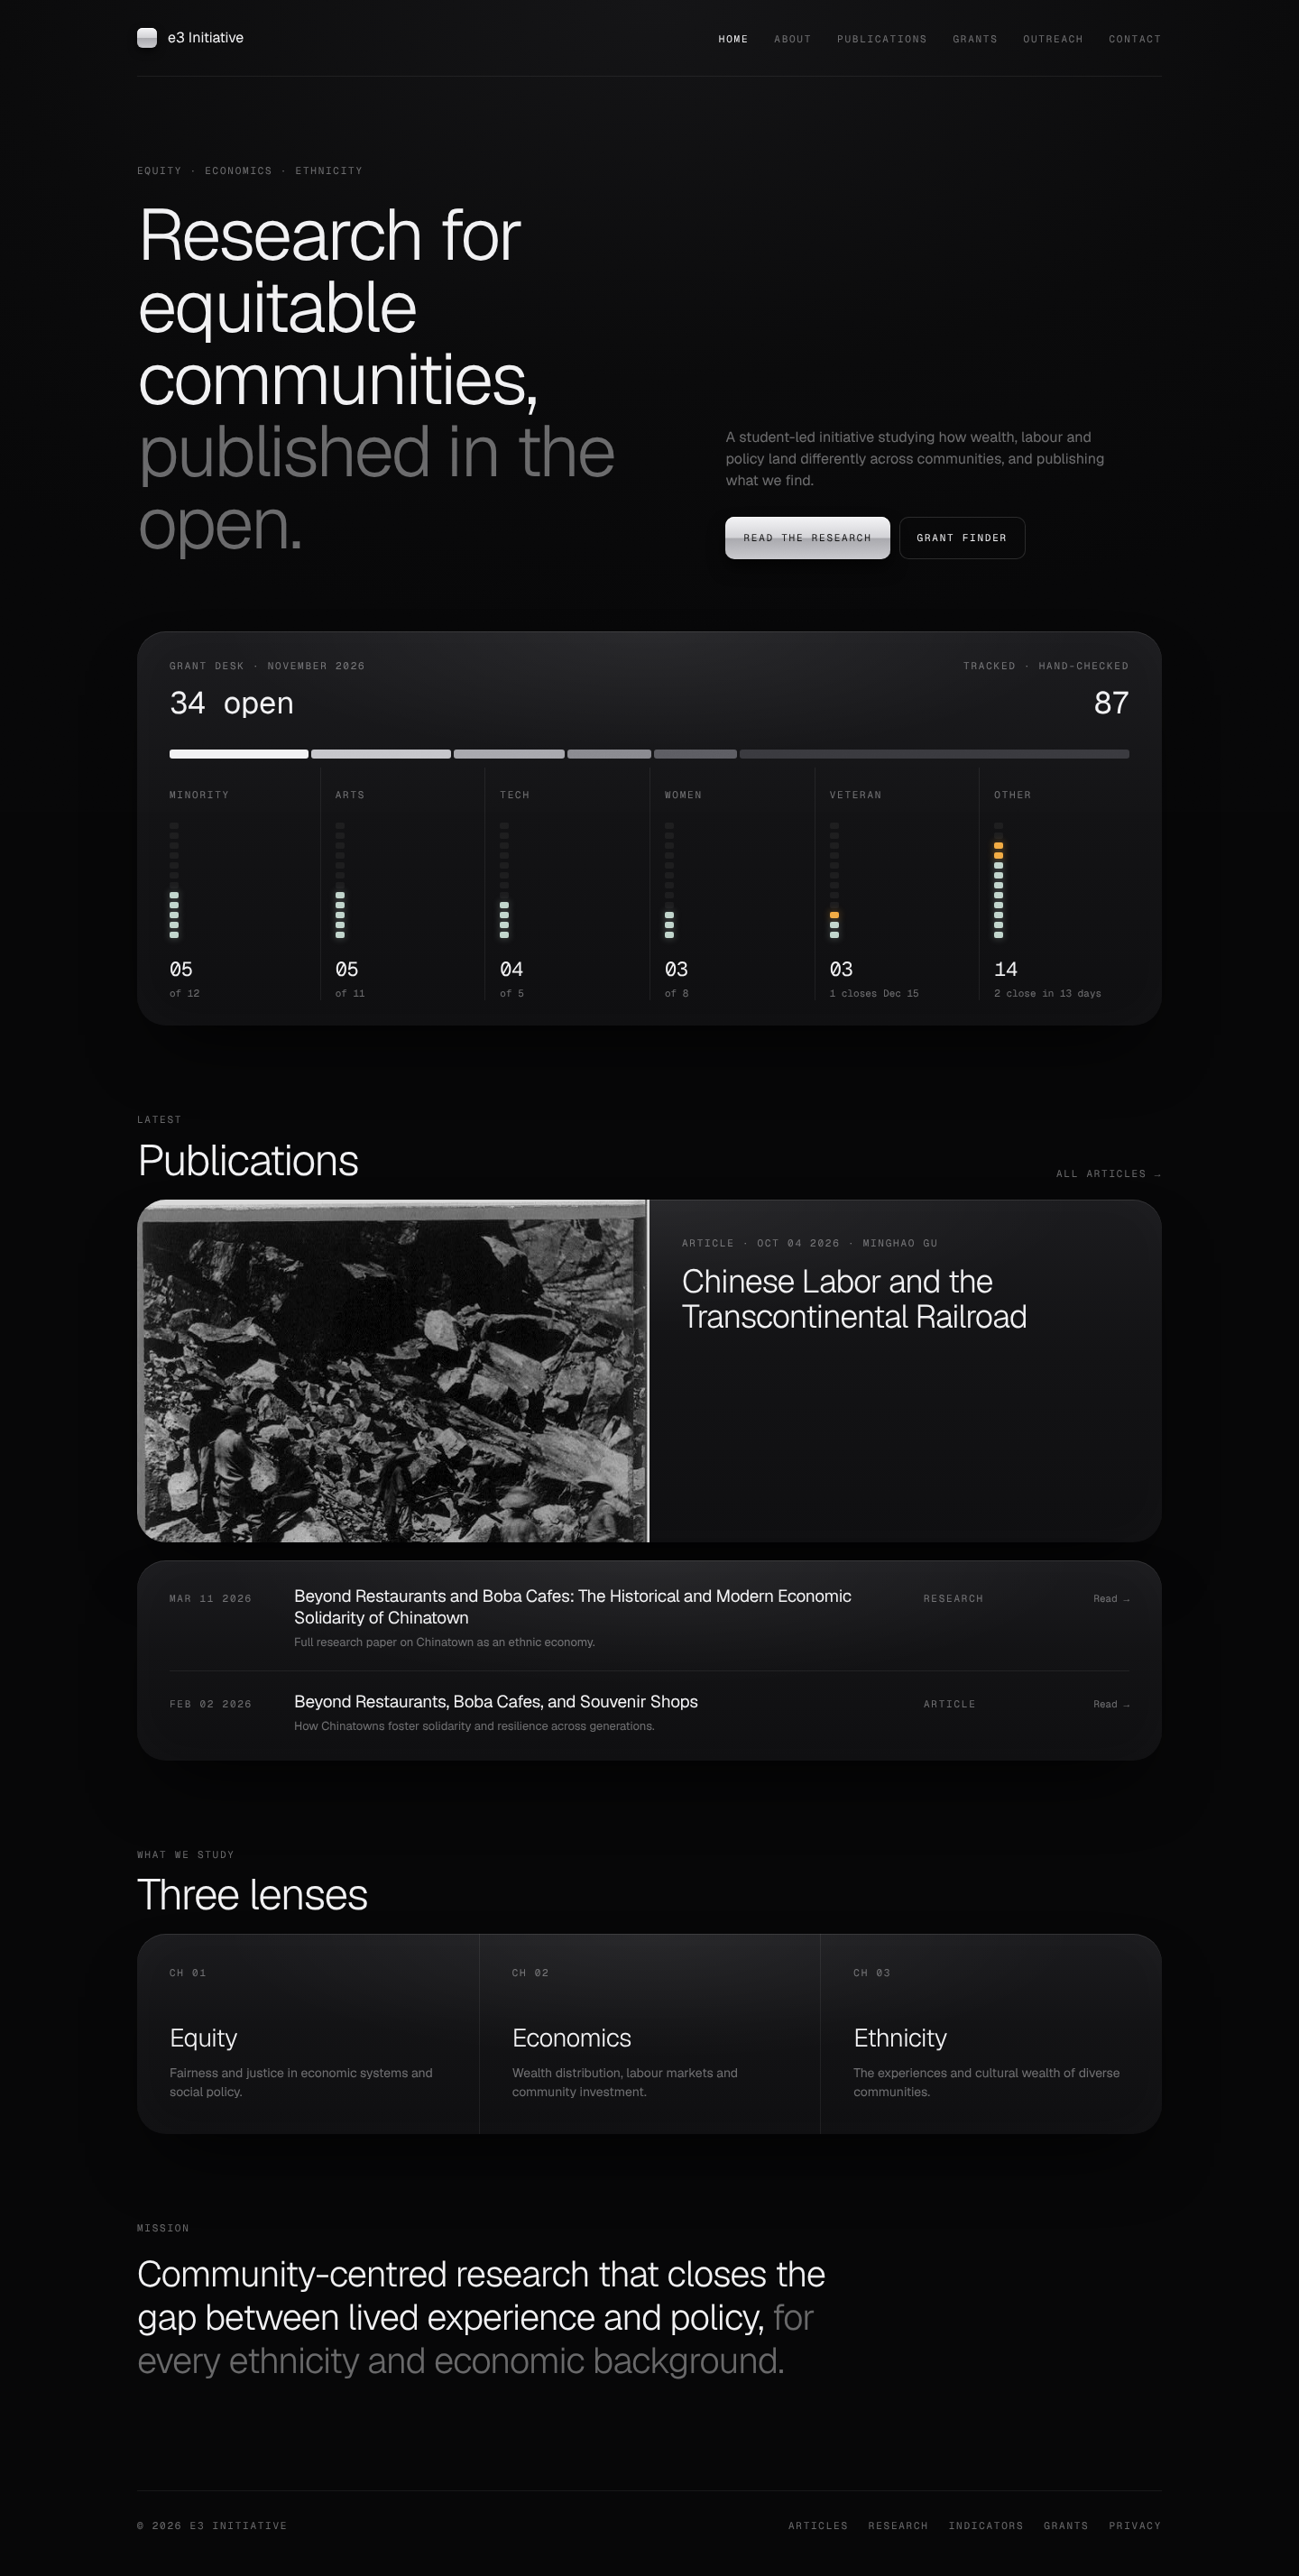 e3 Initiative
HOME ABOUT PUBLICATIONS GRANTS OUTREACH CONTACT
EQUITY · ECONOMICS · ETHNICITY
Research for
equitable
communities,
published in the
open.
A student-led initiative studying how wealth, labour and
policy land differently across communities, and publishing
what we find.
READ THE RESEARCH
GRANT FINDER
GRANT DESK · NOVEMBER 2026
TRACKED · HAND-CHECKED
34 open
87
MINORITY
ARTS
TECH
WOMEN
VETERAN
OTHER
05
05
04
03
03
14
of 12
of 11
of 5
of 8
1 closes Dec 15
2 close in 13 days
LATEST
Publications
ALL ARTICLES →
ARTICLE · OCT 04 2026 · MINGHAO GU
Chinese Labor and the
Transcontinental Railroad
MAR 11 2026
Beyond Restaurants and Boba Cafes: The Historical and Modern Economic
Solidarity of Chinatown
Full research paper on Chinatown as an ethnic economy.
RESEARCH
Read →
FEB 02 2026
Beyond Restaurants, Boba Cafes, and Souvenir Shops
How Chinatowns foster solidarity and resilience across generations.
ARTICLE
Read →
WHAT WE STUDY
Three lenses
CH 01
Equity
Fairness and justice in economic systems and
social policy.
CH 02
Economics
Wealth distribution, labour markets and
community investment.
CH 03
Ethnicity
The experiences and cultural wealth of diverse
communities.
MISSION
Community-centred research that closes the
gap between lived experience and policy, for
every ethnicity and economic background.
© 2026 E3 INITIATIVE
ARTICLES RESEARCH INDICATORS GRANTS PRIVACY